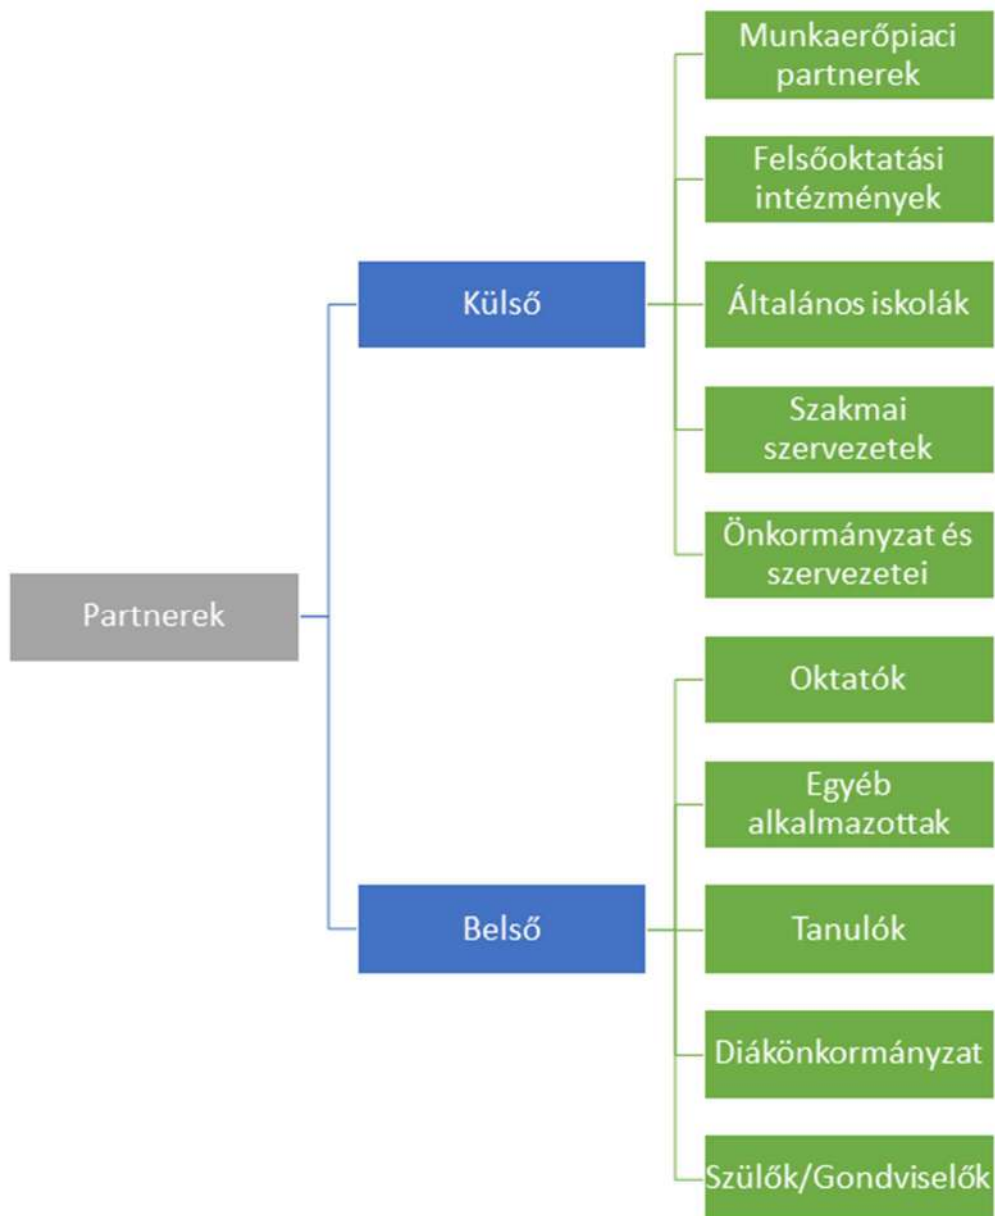 Munkaerőpiaci
partnerek
Felsőoktatási
intézmények
Külső
Általános iskolák
Szakmai
szervezetek
Önkormányzat és
szervezetei
Partnerek
Oktatók
Egyéb
alkalmazottak
Belső
Tanulók
Diákönkormányzat
Szülők/Gondviselők